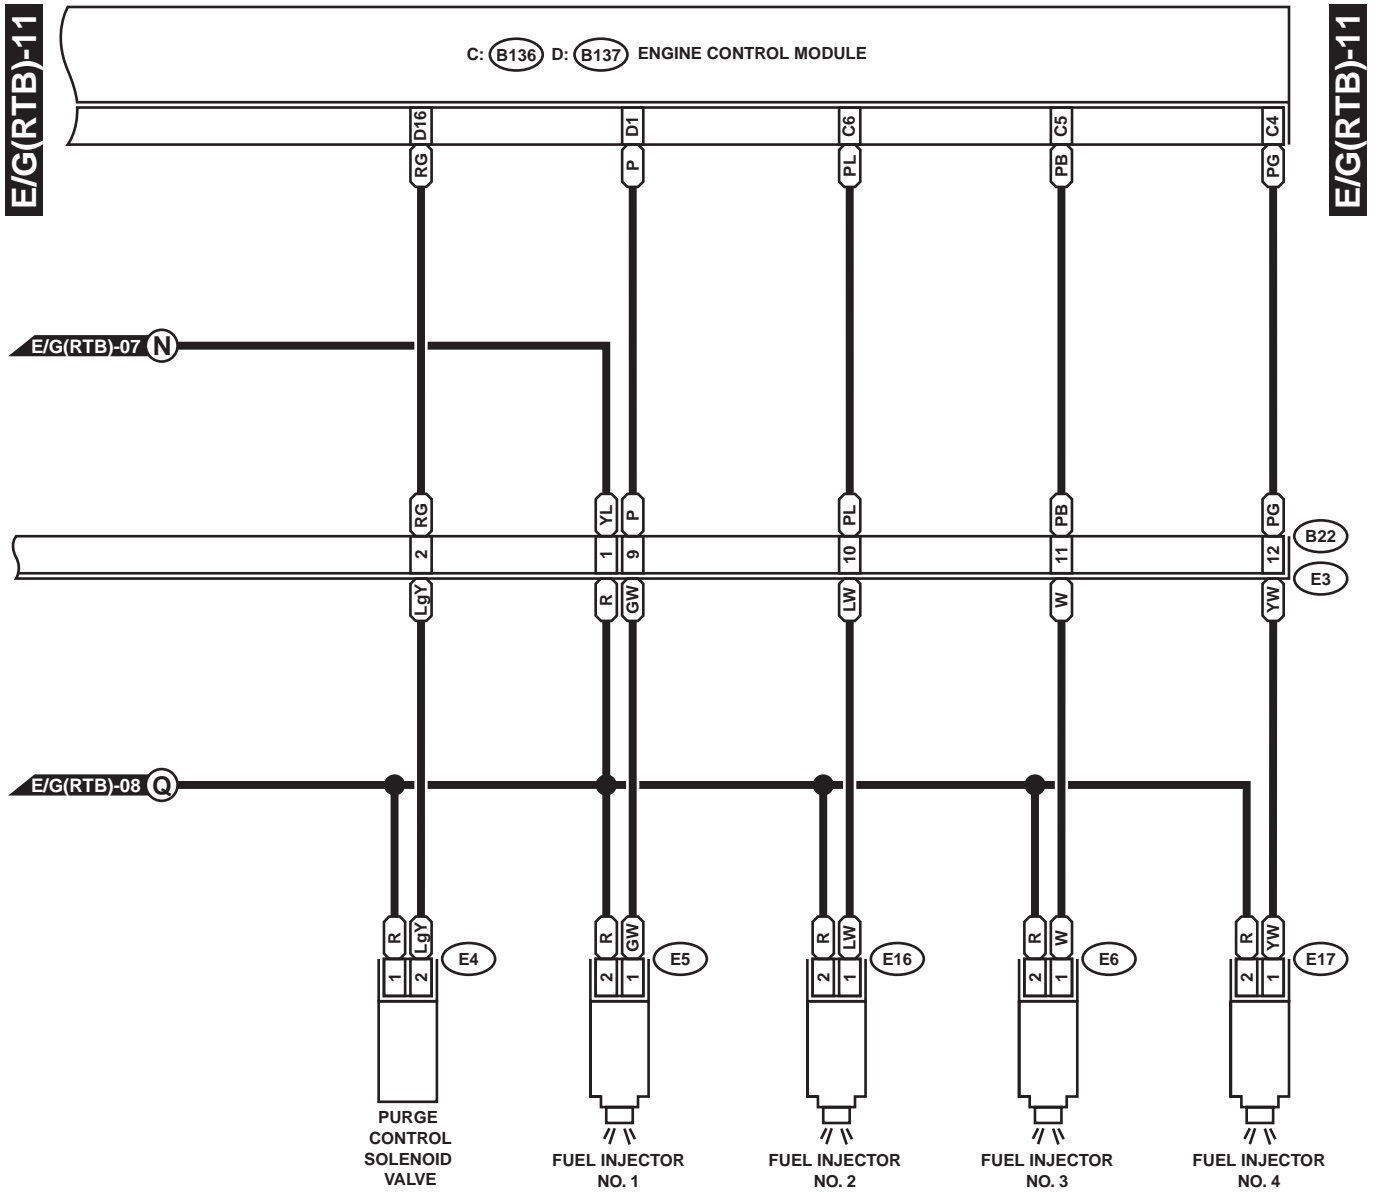 E/G(RTB)-11
E/G(RTB)-11
C: B136 D: B137 ENGINE CONTROL MODULE
D16 D1 C6 C5 C4
RG P PL PB PG
E/G(RTB)-07 N
RG YL P PL PB PG
B22
2 1 9 10 11 12
E3
LgY R GW LW W YW
E/G(RTB)-08 Q
R LgY R GW R LW R W R YW
E4 E5 E16 E6 E17
1 2 2 1 2 1 2 1 2 1
PURGE
CONTROL
SOLENOID
VALVE
FUEL INJECTOR
NO. 1
FUEL INJECTOR
NO. 2
FUEL INJECTOR
NO. 3
FUEL INJECTOR
NO. 4